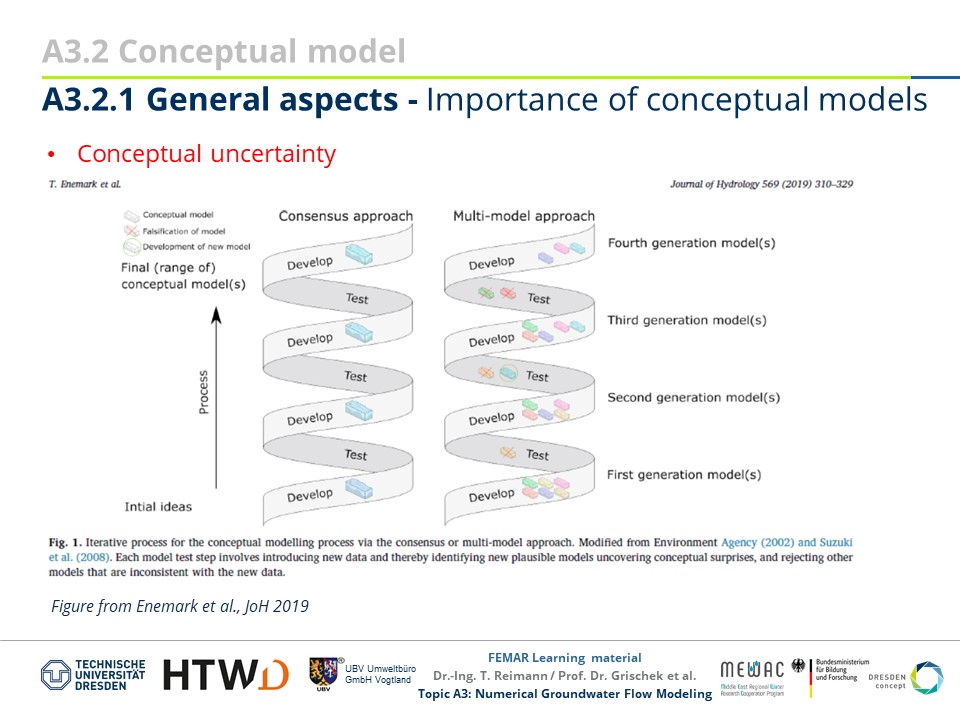 A3.2 Conceptual model
A3.2.1 General aspects - Importance of conceptual models
• Conceptual uncertainty
T. Enemark et al.
Journal of Hydrology 569 (2019) 310–329
Conceptual model
Falsification of model
Development of new model
Final (range of)
conceptual model(s)
Process
Intial ideas
Consensus approach
Develop
Test
Develop
Test
Develop
Test
Develop
Multi-model approach
Develop
Test
Develop
Test
Develop
Test
Develop
Fourth generation model(s)
Third generation model(s)
Second generation model(s)
First generation model(s)
Fig. 1. Iterative process for the conceptual modelling process via the consensus or multi-model approach. Modified from Environment Agency (2002) and Suzuki
et al. (2008). Each model test step involves introducing new data and thereby identifying new plausible models uncovering conceptual surprises, and rejecting other
models that are inconsistent with the new data.
Figure from Enemark et al., JoH 2019
TECHNISCHE
UNIVERSITÄT
DRESDEN
HTWD
UBV
®
UBV Umweltbüro
GmbH Vogtland
FEMAR Learning material
Dr.-Ing. T. Reimann / Prof. Dr. Grischek et al.
Topic A3: Numerical Groundwater Flow Modeling
MEWAC
Middle East Regional Water
Research Cooperation Program
Bundesministerium
für Bildung
und Forschung
DRESDEN
concept